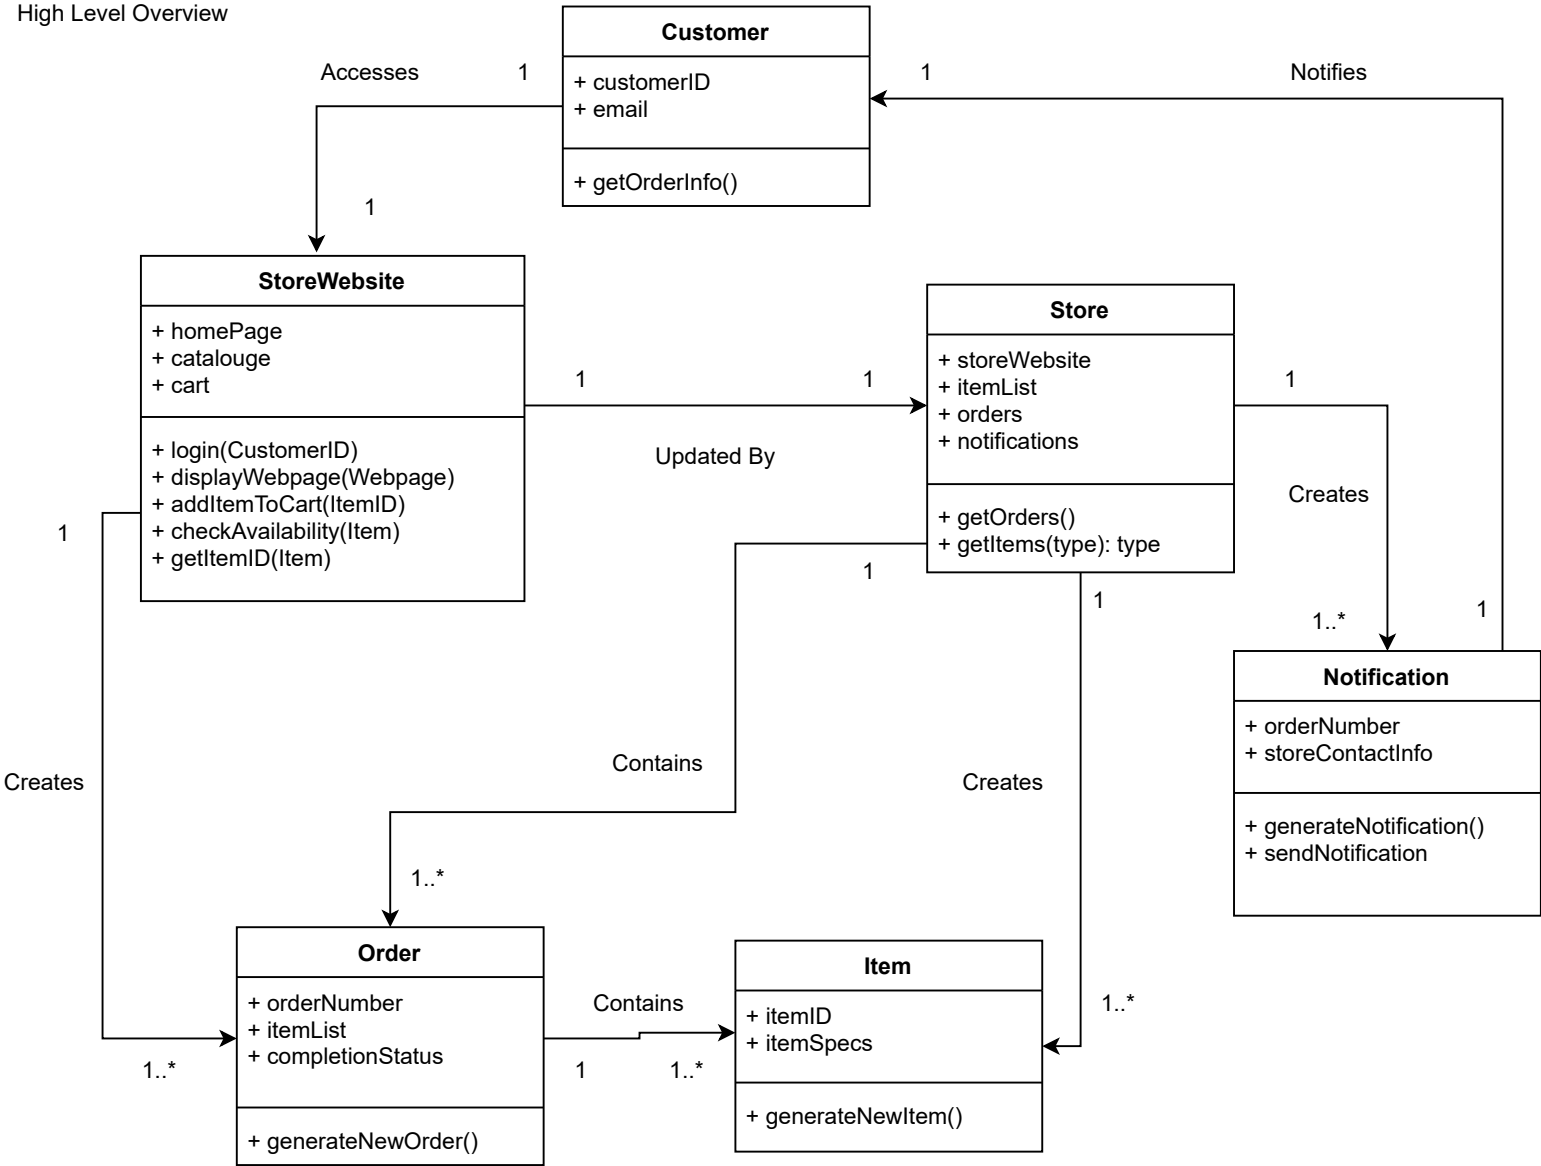 High Level Overview
Customer
+ customerID
+ email
+ getOrderInfo()
Accesses
1
1
1
Notifies
StoreWebsite
+ homePage
+ catalouge
+ cart
+ login(CustomerID)
+ displayWebpage(Webpage)
+ addItemToCart(ItemID)
+ checkAvailability(Item)
+ getItemID(Item)
1
1
Updated By
Store
+ storeWebsite
+ itemList
+ orders
+ notifications
+ getOrders()
+ getItems(type): type
1
Creates
1..*
1
Notification
+ orderNumber
+ storeContactInfo
+ generateNotification()
+ sendNotification
1
Creates
1..*
1
Contains
1..*
1
Creates
1..*
Order
+ orderNumber
+ itemList
+ completionStatus
+ generateNewOrder()
Contains
1
1..*
Item
+ itemID
+ itemSpecs
+ generateNewItem()